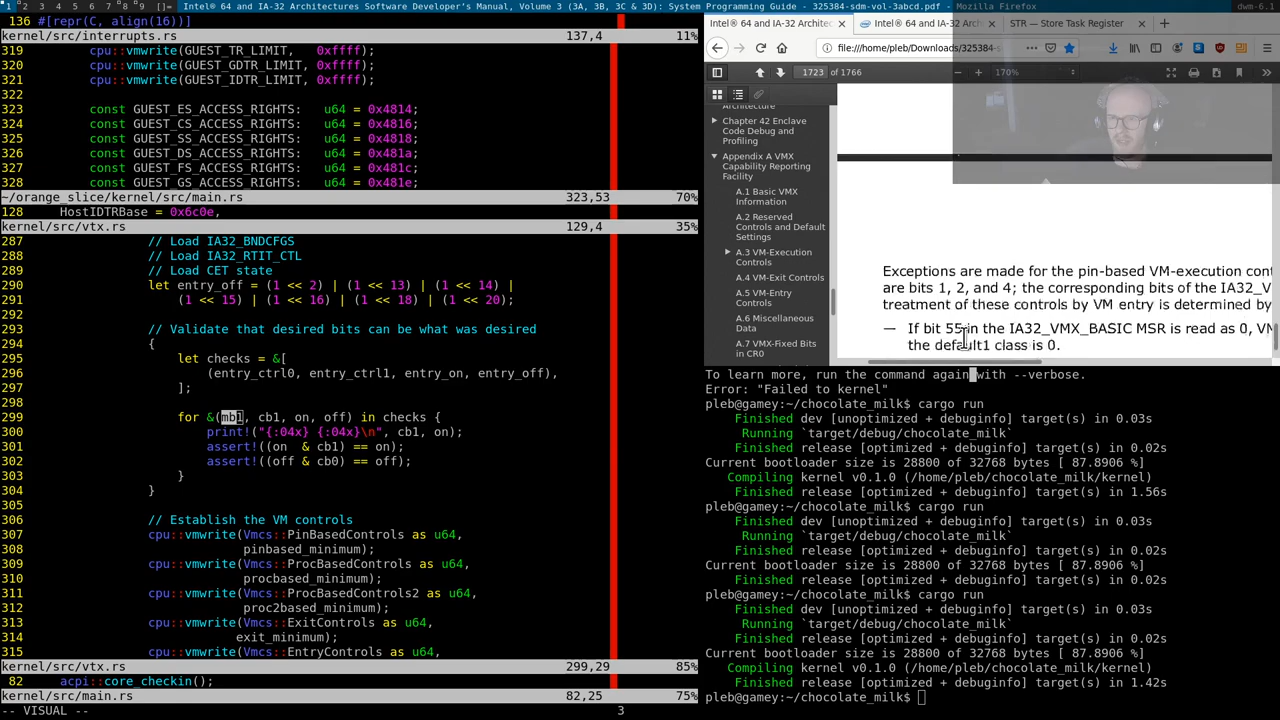 1 2 3 4 5 6 7 8 9 []= Intel® 64 and IA-32 Architectures Software Developer's Manual, Volume 3 (3A, 3B, 3C & 3D): System Programming Guide - 325384-sdm-vol-3abcd.pdf - Mozilla Firefox dwm-6.1
136 #[repr(C, align(16))]
kernel/src/interrupts.rs 137,4 11%
319 cpu::vmwrite(GUEST_TR_LIMIT, 0xffff);
320 cpu::vmwrite(GUEST_GDTR_LIMIT, 0xffff);
321 cpu::vmwrite(GUEST_IDTR_LIMIT, 0xffff);
322
323 const GUEST_ES_ACCESS_RIGHTS: u64 = 0x4814;
324 const GUEST_CS_ACCESS_RIGHTS: u64 = 0x4816;
325 const GUEST_SS_ACCESS_RIGHTS: u64 = 0x4818;
326 const GUEST_DS_ACCESS_RIGHTS: u64 = 0x481a;
327 const GUEST_FS_ACCESS_RIGHTS: u64 = 0x481c;
328 const GUEST_GS_ACCESS_RIGHTS: u64 = 0x481e;
~/orange_slice/kernel/src/main.rs 323,53 70%
128 HostIDTRBase = 0x6c0e,
kernel/src/vtx.rs 129,4 35%
287 // Load IA32_BNDCFGS
288 // Load IA32_RTIT_CTL
289 // Load CET state
290 let entry_off = (1 << 2) | (1 << 13) | (1 << 14) |
291 (1 << 15) | (1 << 16) | (1 << 18) | (1 << 20);
292
293 // Validate that desired bits can be what was desired
294 {
295 let checks = &[
296 (entry_ctrl0, entry_ctrl1, entry_on, entry_off),
297 ];
298
299 for &(mb1, cb1, on, off) in checks {
300 print!("{:04x} {:04x}\n", cb1, on);
301 assert!((on & cb1) == on);
302 assert!((off & cb0) == off);
303 }
304 }
305
306 // Establish the VM controls
307 cpu::vmwrite(Vmcs::PinBasedControls as u64,
308 pinbased_minimum);
309 cpu::vmwrite(Vmcs::ProcBasedControls as u64,
310 procbased_minimum);
311 cpu::vmwrite(Vmcs::ProcBasedControls2 as u64,
312 proc2based_minimum);
313 cpu::vmwrite(Vmcs::ExitControls as u64,
314 exit_minimum);
315 cpu::vmwrite(Vmcs::EntryControls as u64,
kernel/src/vtx.rs 299,29 85%
82 acpi::core_checkin();
kernel/src/main.rs 82,25 75%
-- VISUAL -- 3
Intel® 64 and IA-32 Archite Intel® 64 and IA-32 Arch STR — Store Task Register
file:///home/pleb/Downloads/325384-s
1723 of 1766 170%
Architecture
Chapter 42 Enclave
Code Debug and
Profiling
Appendix A VMX
Capability Reporting
Facility
A.1 Basic VMX
Information
A.2 Reserved
Controls and Default
Settings
A.3 VM-Execution
Controls
A.4 VM-Exit Controls
A.5 VM-Entry
Controls
A.6 Miscellaneous
Data
A.7 VMX-Fixed Bits
in CR0
Exceptions are made for the pin-based VM-execution cont
are bits 1, 2, and 4; the corresponding bits of the IA32_V
treatment of these controls by VM entry is determined by
— If bit 55 in the IA32_VMX_BASIC MSR is read as 0, VM
the default1 class is 0.
To learn more, run the command again with --verbose.
Error: "Failed to kernel"
pleb@gamey:~/chocolate_milk$ cargo run
Finished dev [unoptimized + debuginfo] target(s) in 0.03s
Running `target/debug/chocolate_milk`
Finished release [optimized + debuginfo] target(s) in 0.02s
Current bootloader size is 28800 of 32768 bytes [ 87.8906 %]
Compiling kernel v0.1.0 (/home/pleb/chocolate_milk/kernel)
Finished release [optimized + debuginfo] target(s) in 1.56s
pleb@gamey:~/chocolate_milk$ cargo run
Finished dev [unoptimized + debuginfo] target(s) in 0.03s
Running `target/debug/chocolate_milk`
Finished release [optimized + debuginfo] target(s) in 0.02s
Current bootloader size is 28800 of 32768 bytes [ 87.8906 %]
Finished release [optimized + debuginfo] target(s) in 0.02s
pleb@gamey:~/chocolate_milk$ cargo run
Finished dev [unoptimized + debuginfo] target(s) in 0.03s
Running `target/debug/chocolate_milk`
Finished release [optimized + debuginfo] target(s) in 0.02s
Current bootloader size is 28800 of 32768 bytes [ 87.8906 %]
Compiling kernel v0.1.0 (/home/pleb/chocolate_milk/kernel)
Finished release [optimized + debuginfo] target(s) in 1.42s
pleb@gamey:~/chocolate_milk$